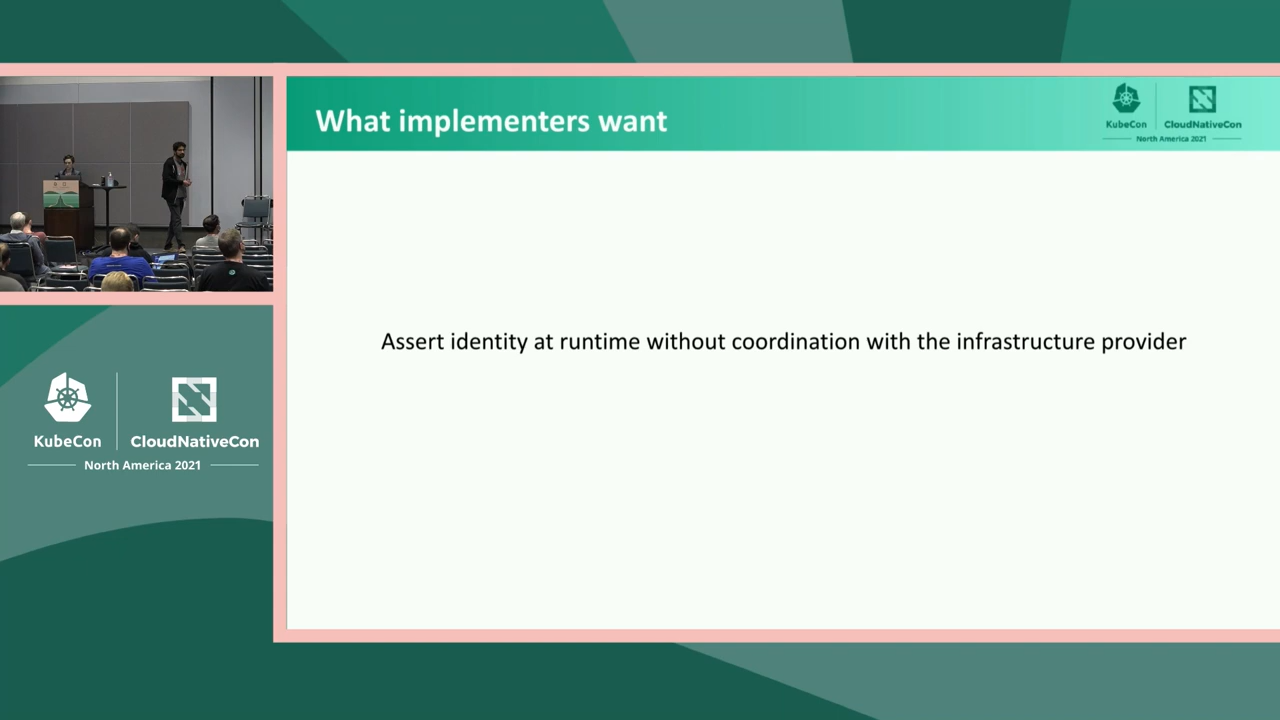 What implementers want
KubeCon
CloudNativeCon
North America 2021
Assert identity at runtime without coordination with the infrastructure provider
KubeCon
CloudNativeCon
North America 2021